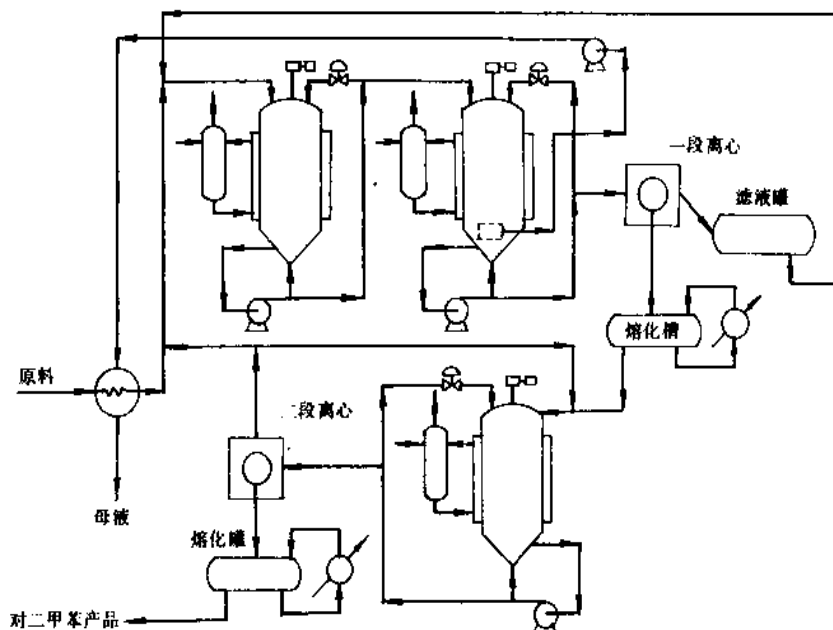 一段离心
滤液罐
熔化槽
原料
二段离心
母液
熔化罐
对二甲苯产品